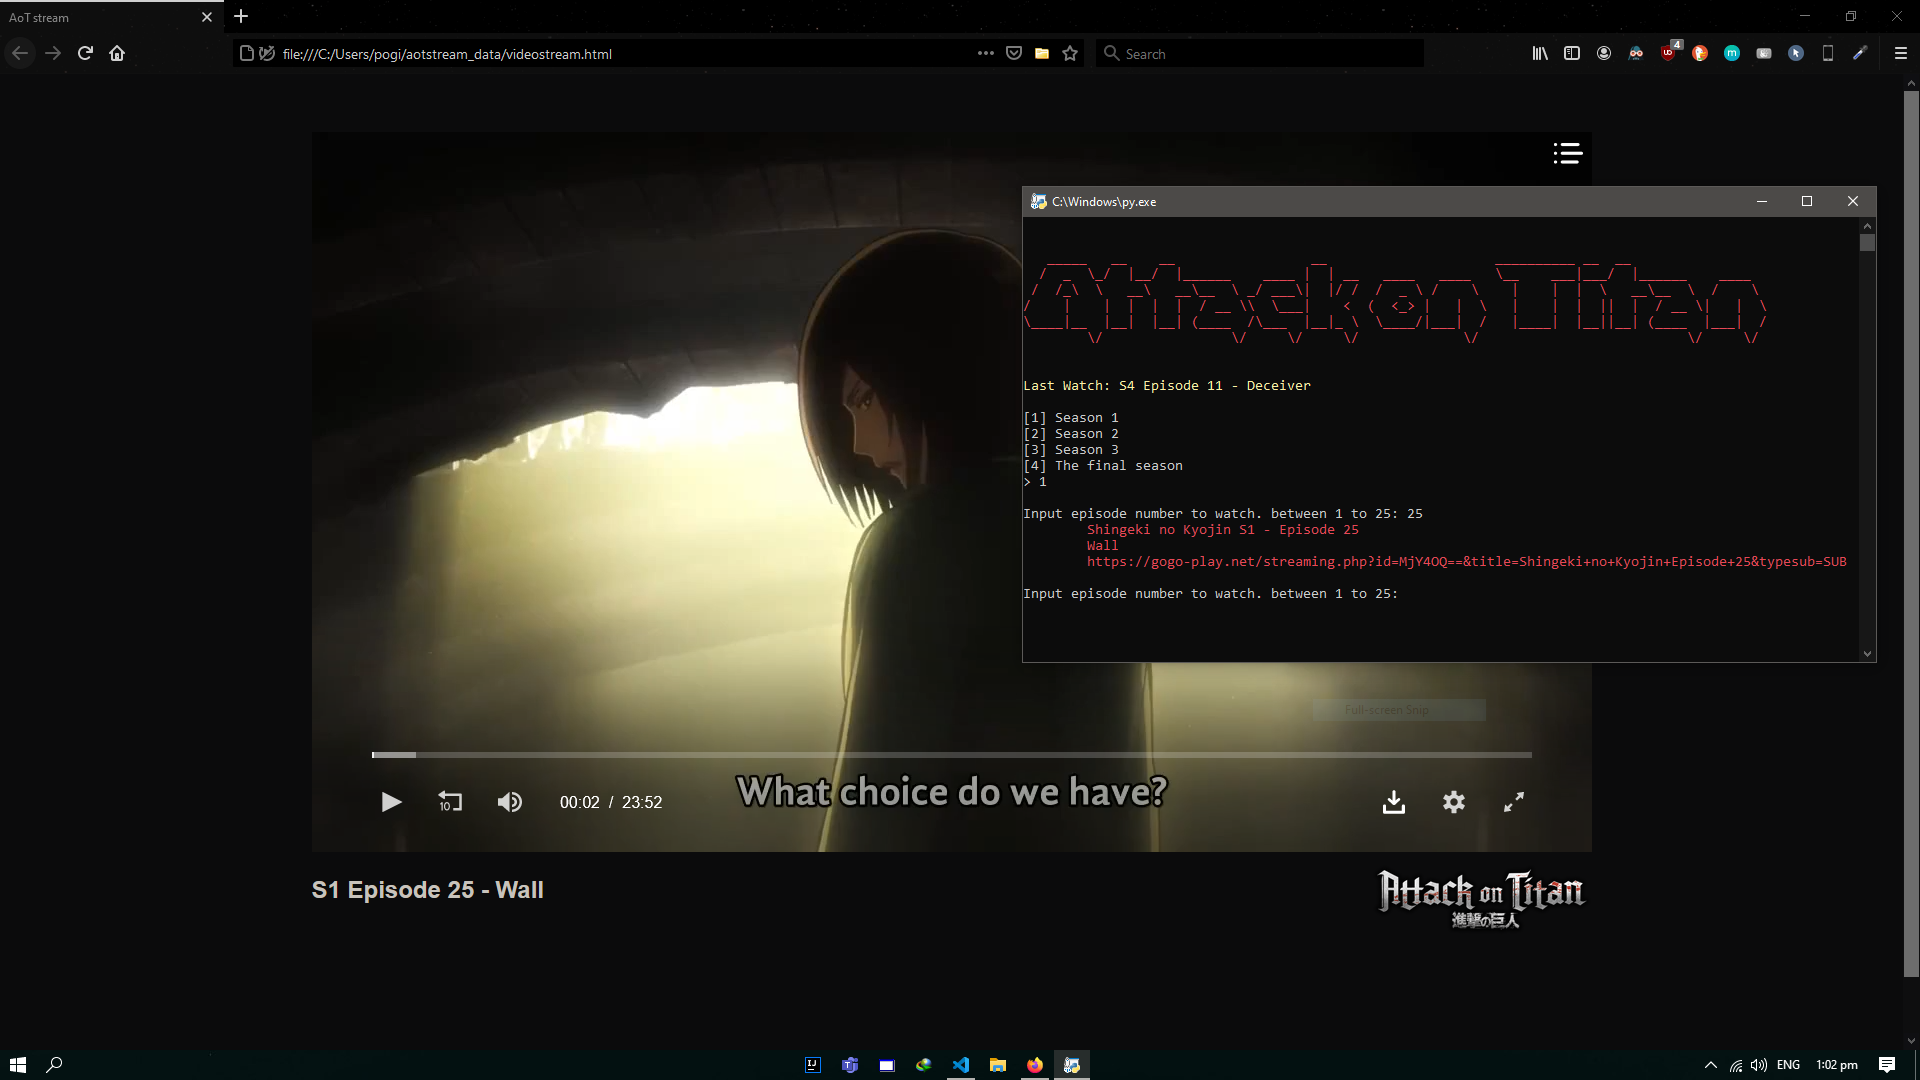 AoT stream
file:///C:/Users/pogi/aotstream_data/videostream.html
Search
4
C:\Windows\py.exe
Attack on Titan
Last Watch: S4 Episode 11 - Deceiver
[1] Season 1
[2] Season 2
[3] Season 3
[4] The final season
> 1
Input episode number to watch. between 1 to 25: 25
Shingeki no Kyojin S1 - Episode 25
Wall
https://gogo-play.net/streaming.php?id=MjY4OQ==&title=Shingeki+no+Kyojin+Episode+25&typesub=SUB
Input episode number to watch. between 1 to 25:
Full-screen Snip
What choice do we have?
10
00:02 / 23:52
S1 Episode 25 - Wall
Attack on Titan
進撃の巨人
ENG
1:02 pm